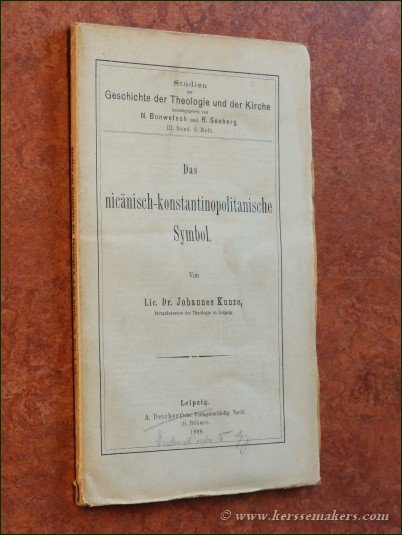 Studien
zur
Geschichte der Theologie und der Kirche
herausgegeben von
N. Bonwetsch und R. Seeberg.
III. Band. 3. Heft.
Das
nicänisch-konstantinopolitanische
Symbol.
Von
Lic. Dr. Johannes Kunze,
Privatdozenten der Theologie in Leipzig.
Leipzig.
A. Deichert'sche Verlagsbuchhdlg. Nachf.
(G. Böhme).
1898.
© www.kerssemakers.com